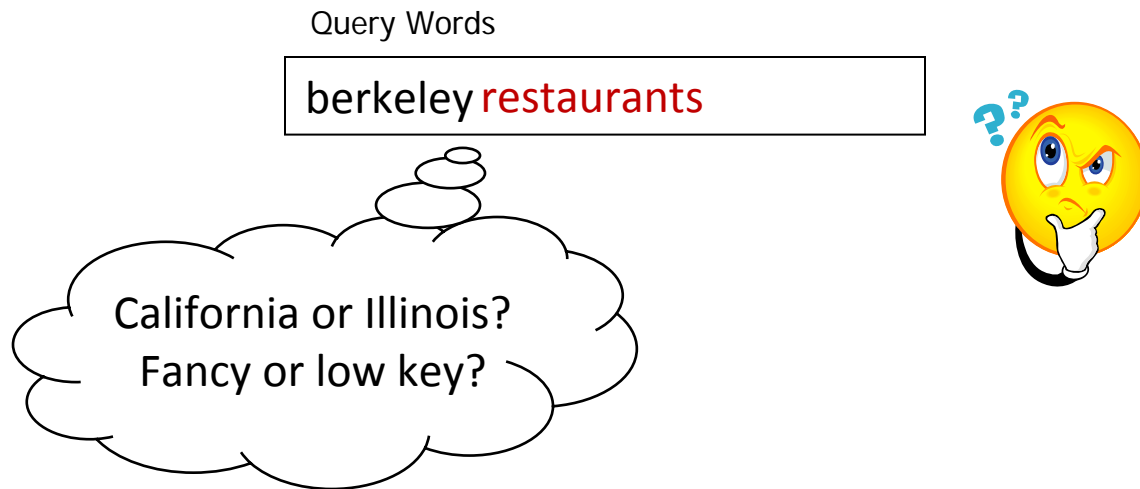 Query Words
berkeley restaurants
? ?
California or Illinois?
Fancy or low key?